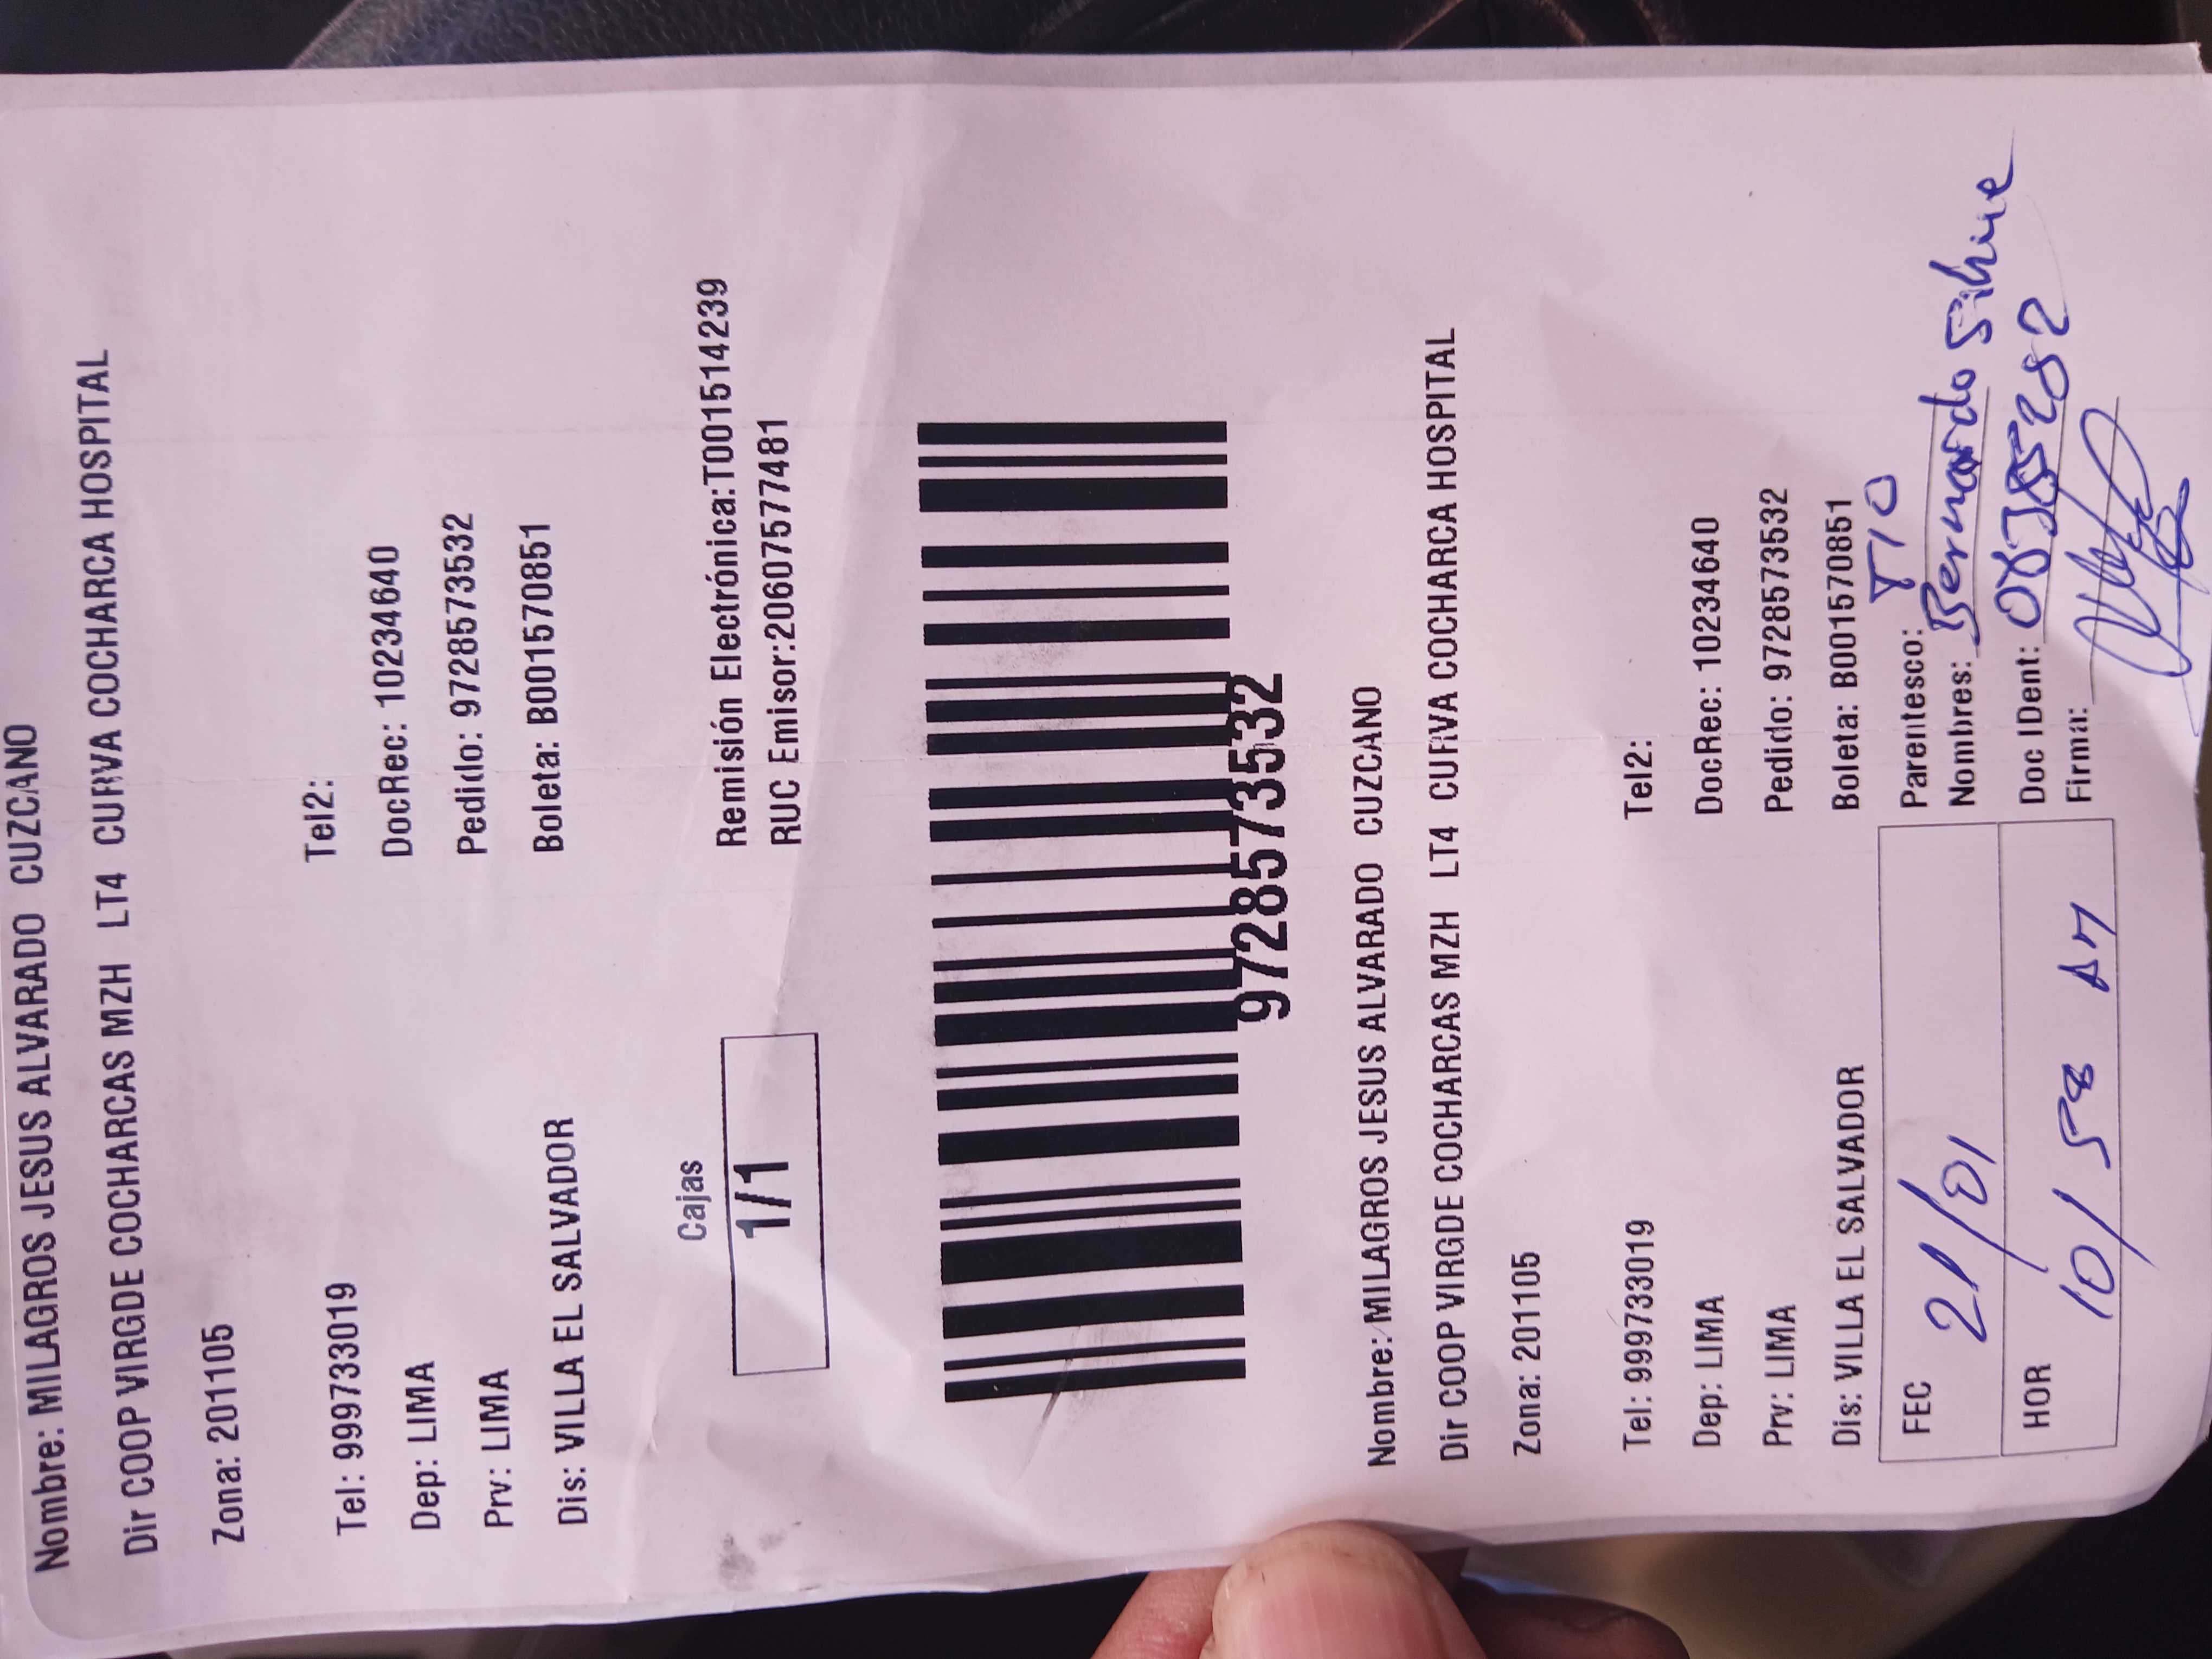 Nombre: MILAGROS JESUS ALVARADO CUZCANO
Dir COOP VIRGDE COCHARCAS MZH LT4 CURVA COCHARCA HOSPITAL
Zona: 201105
Tel: 999733019 Tel2:
Dep: LIMA DocRec: 10234640
Prv: LIMA Pedido: 9728573532
Dis: VILLA EL SALVADOR Boleta: B001570851
Cajas
1/1
Remisión Electrónica:T001514239
RUC Emisor:20607577481
9728573532
Nombre: MILAGROS JESUS ALVARADO CUZCANO
Dir COOP VIRGDE COCHARCAS MZH LT4 CURVA COCHARCA HOSPITAL
Zona: 201105
Tel: 999733019 Tel2:
Dep: LIMA DocRec: 10234640
Prv: LIMA Pedido: 9728573532
Dis: VILLA EL SALVADOR Boleta: B001570851
FEC 21/01
HOR 10/58 AM
Parentesco: TIO
Nombres: Bernardo
Doc IDent:
Firma: